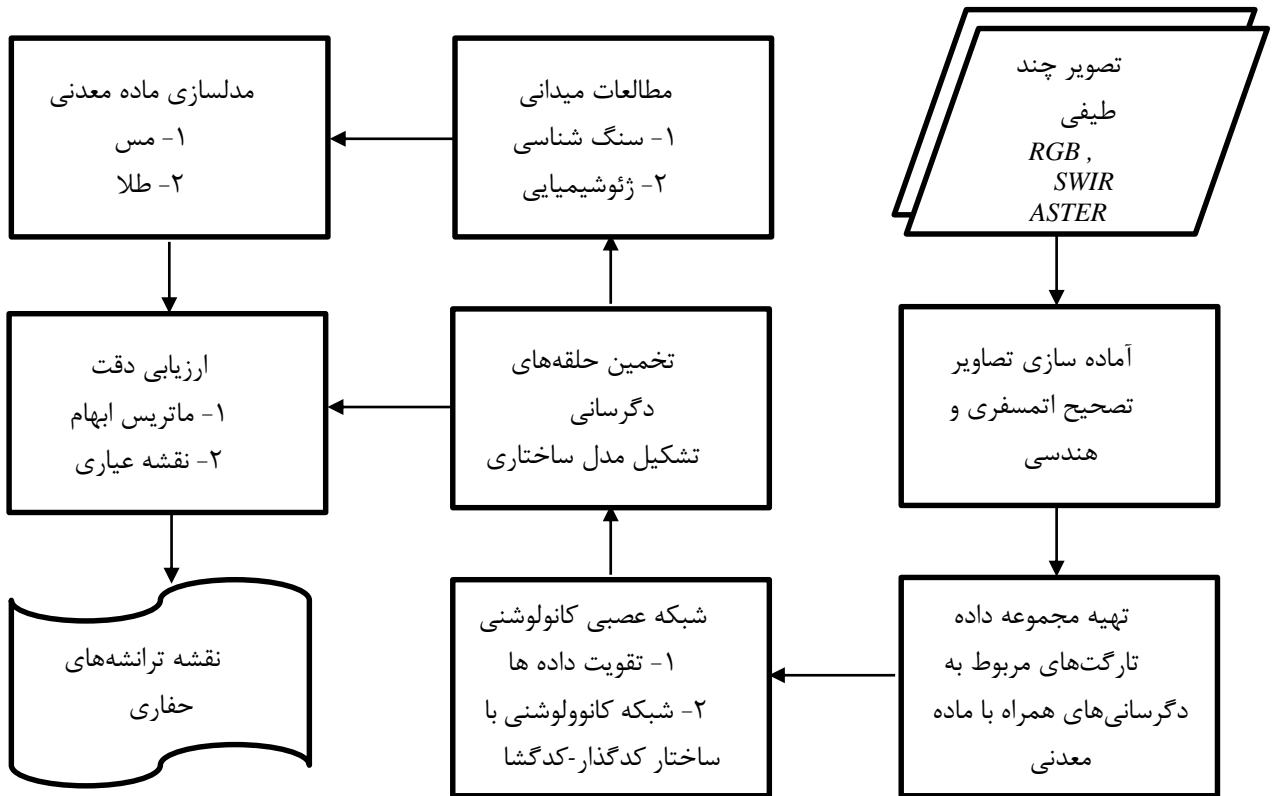 تصویر چند
طیفی
RGB ,
SWIR
ASTER
آماده سازی تصاویر
تصحیح اتمسفری و
هندسی
تهیه مجموعه داده
تارگت‌های مربوط به
دگرسانی‌های همراه با ماده
معدنی
شبکه عصبی کانولوشنی
۱- تقویت داده ها
۲- شبکه کانوولوشنی با
ساختار کدگذار-کدگشا
تخمین حلقه‌های
دگرسانی
تشکیل مدل ساختاری
مطالعات میدانی
۱- سنگ شناسی
۲- ژئوشیمیایی
مدلسازی ماده معدنی
۱- مس
۲- طلا
ارزیابی دقت
۱- ماتریس ابهام
۲- نقشه عیاری
نقشه ترانشه‌های
حفاری